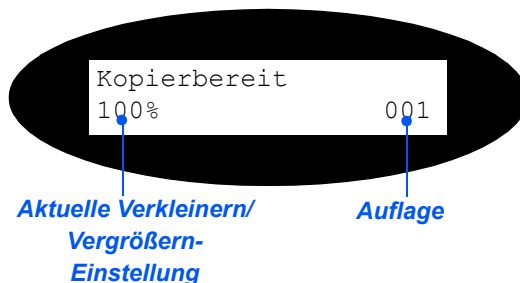 Kopierbereit
100% 001
Aktuelle Verkleinern/
Vergrößern-
Einstellung
Auflage